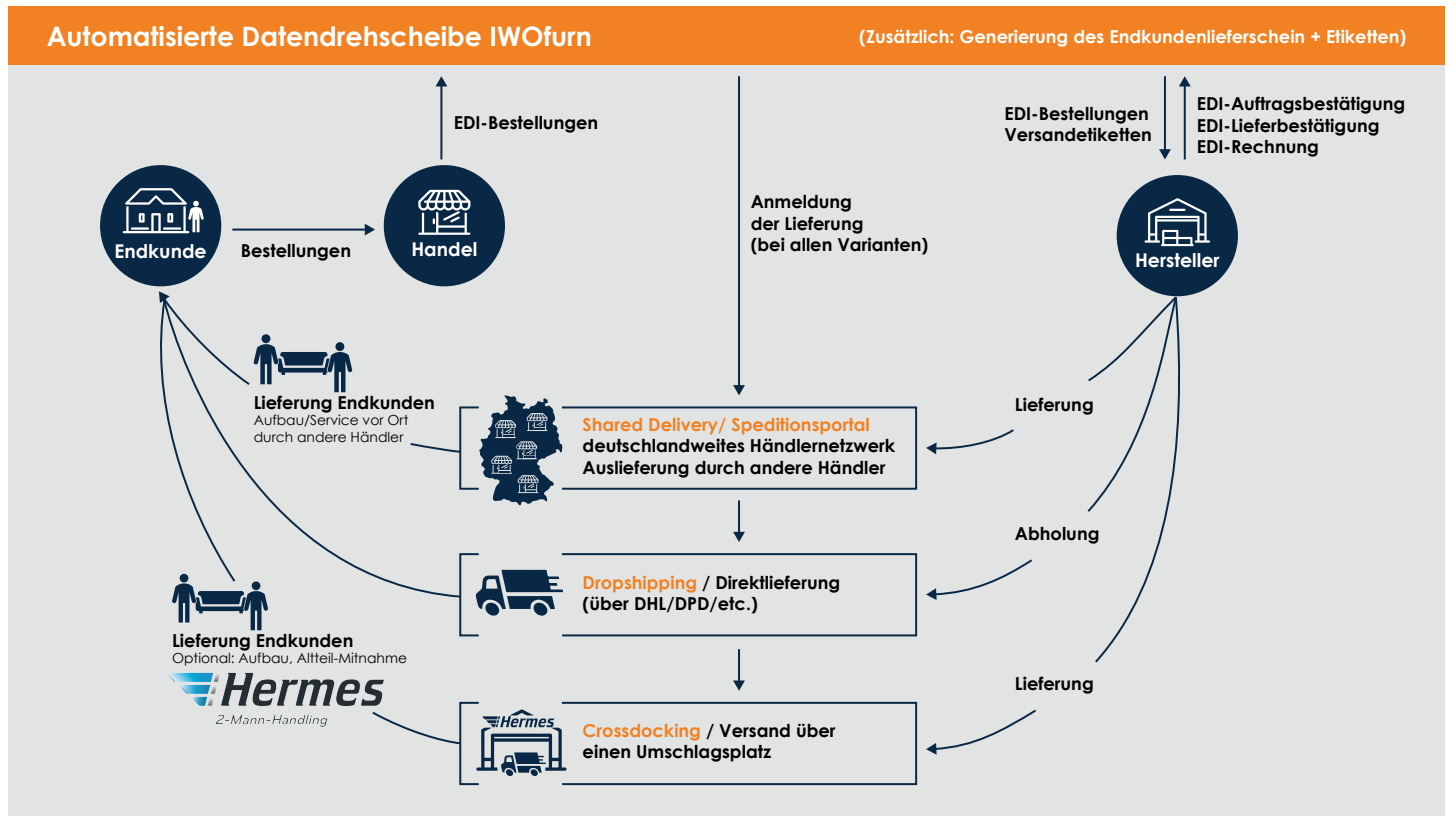 Automatisierte Datendrehscheibe IWOfurn
(Zusätzlich: Generierung des Endkundenlieferschein + Etiketten)
EDI-Bestellungen
EDI-Bestellungen
Versandetiketten
EDI-Auftragsbestätigung
EDI-Lieferbestätigung
EDI-Rechnung
Endkunde
Bestellungen
Handel
Anmeldung
der Lieferung
(bei allen Varianten)
Hersteller
Lieferung Endkunden
Aufbau/Service vor Ort
durch andere Händler
Shared Delivery/ Speditionsportal
deutschlandweites Händlernetzwerk
Auslieferung durch andere Händler
Lieferung
Abholung
Dropshipping / Direktlieferung
(über DHL/DPD/etc.)
Lieferung Endkunden
Optional: Aufbau, Altteil-Mitnahme
Hermes
2-Mann-Handling
Lieferung
Hermes
Crossdocking / Versand über
einen Umschlagsplatz